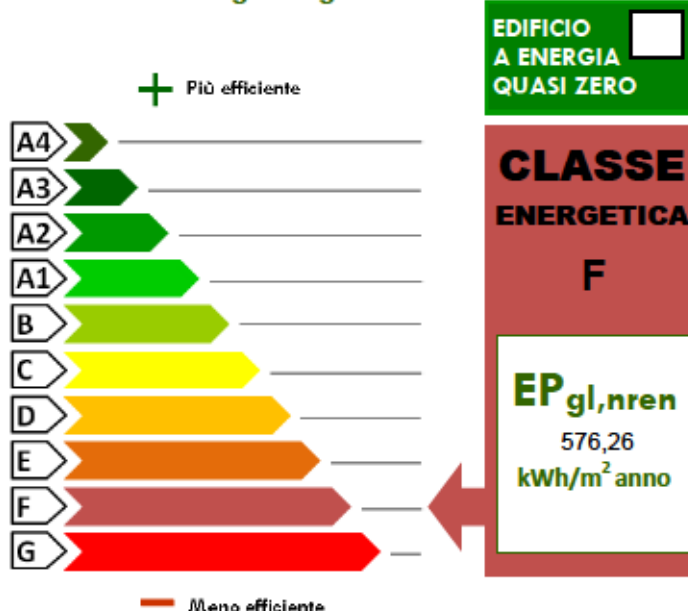 Più efficiente
A4
A3
A2
A1
B
C
D
E
F
G
Meno efficiente
EDIFICIO
A ENERGIA
QUASI ZERO
CLASSE
ENERGETICA
F
EPgl,nren
576,26
kWh/m² anno